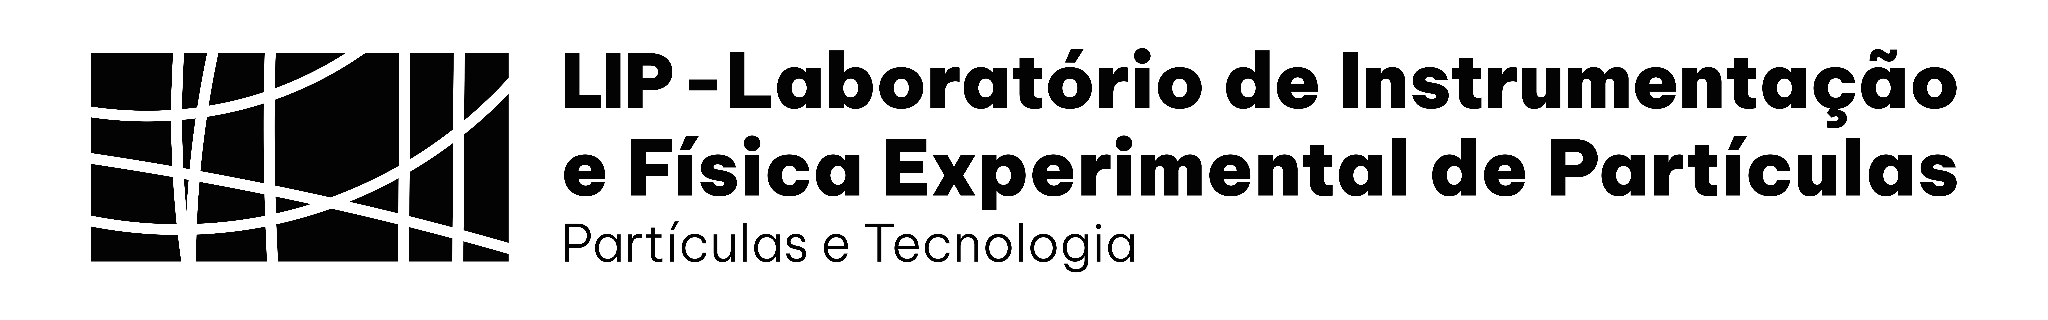 LIP - Laboratório de Instrumentação
e Física Experimental de Partículas
Partículas e Tecnologia